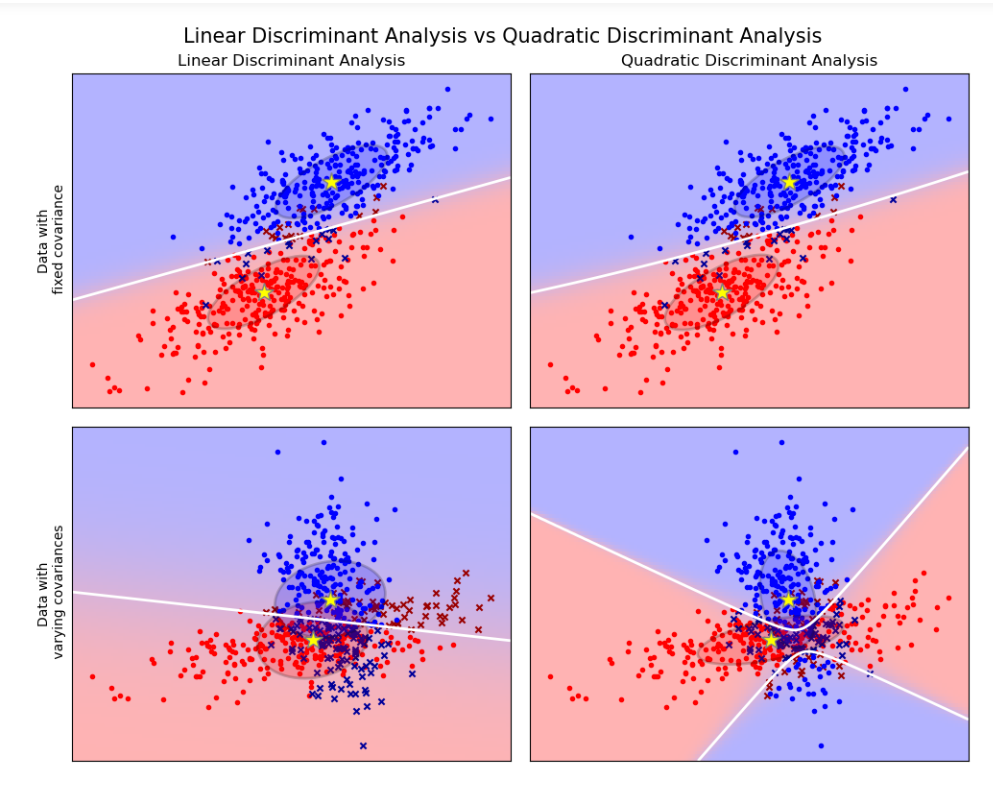 Linear Discriminant Analysis vs Quadratic Discriminant Analysis
Linear Discriminant Analysis
Quadratic Discriminant Analysis
Data with
fixed covariance
Data with
varying covariances